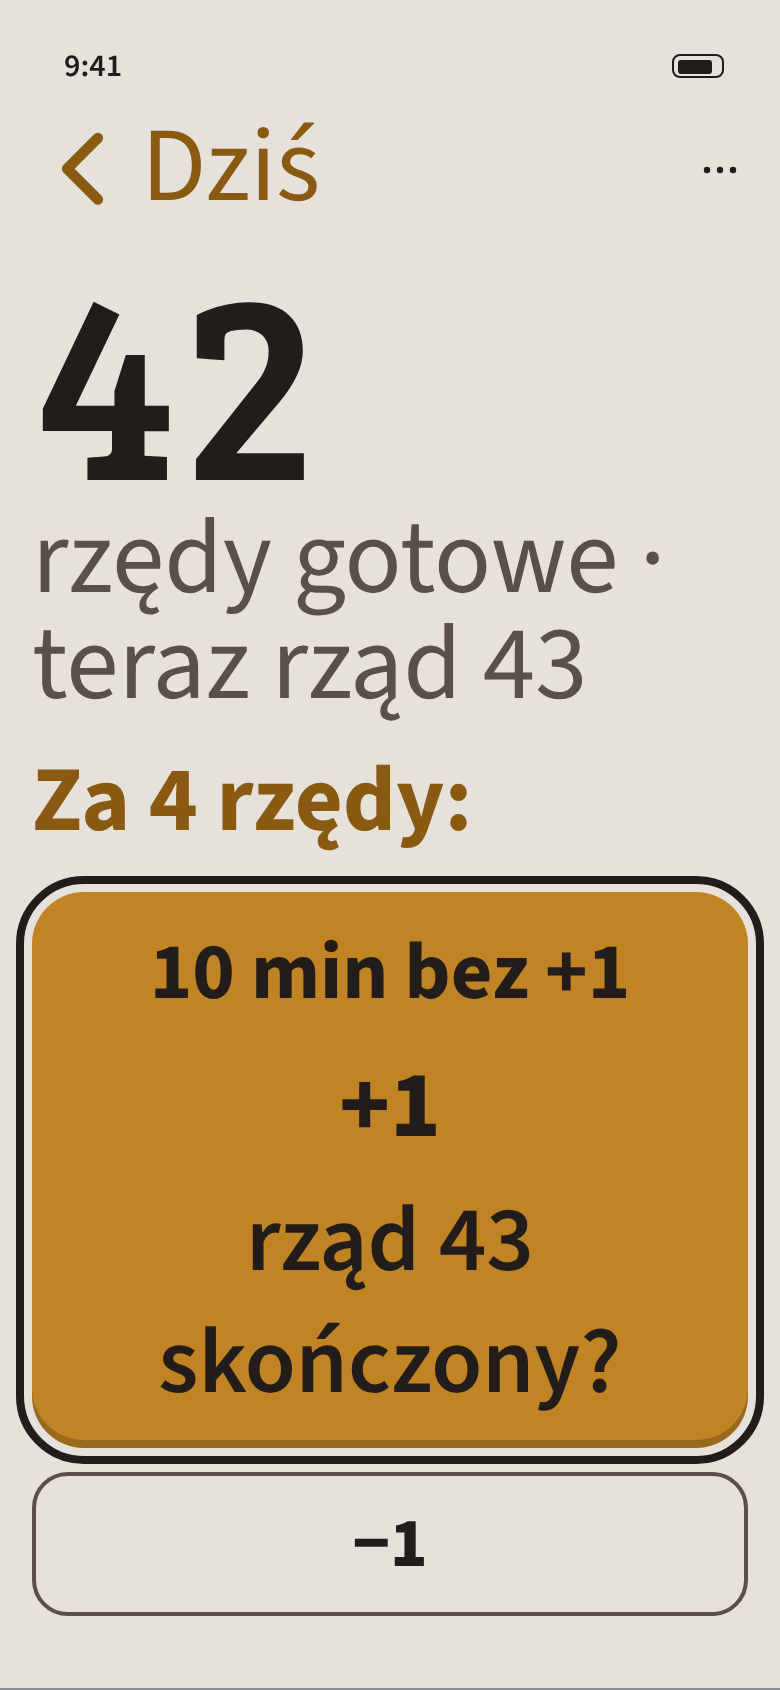 9:41
Dziś
42
rzędy gotowe ·
teraz rząd 43
Za 4 rzędy:
10 min bez +1
+1
rząd 43
skończony?
−1